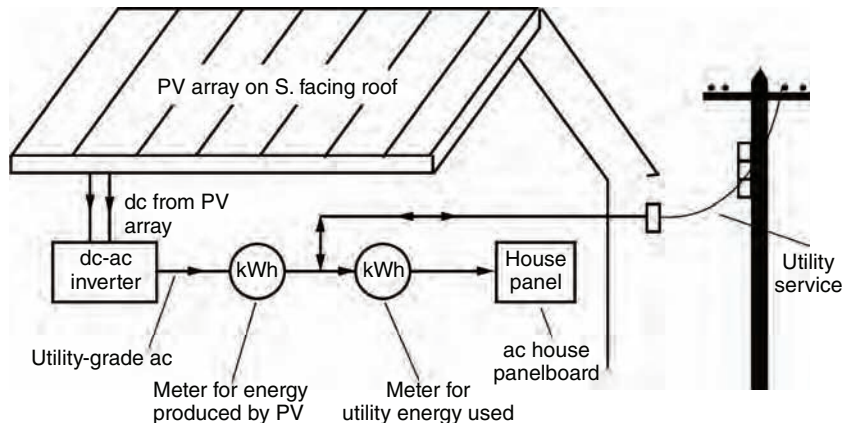 PV array on S. facing roof
dc from PV
array
dc-ac
inverter
kWh
kWh
House
panel
Utility
service
Utility-grade ac
ac house
panelboard
Meter for energy
produced by PV
Meter for
utility energy used